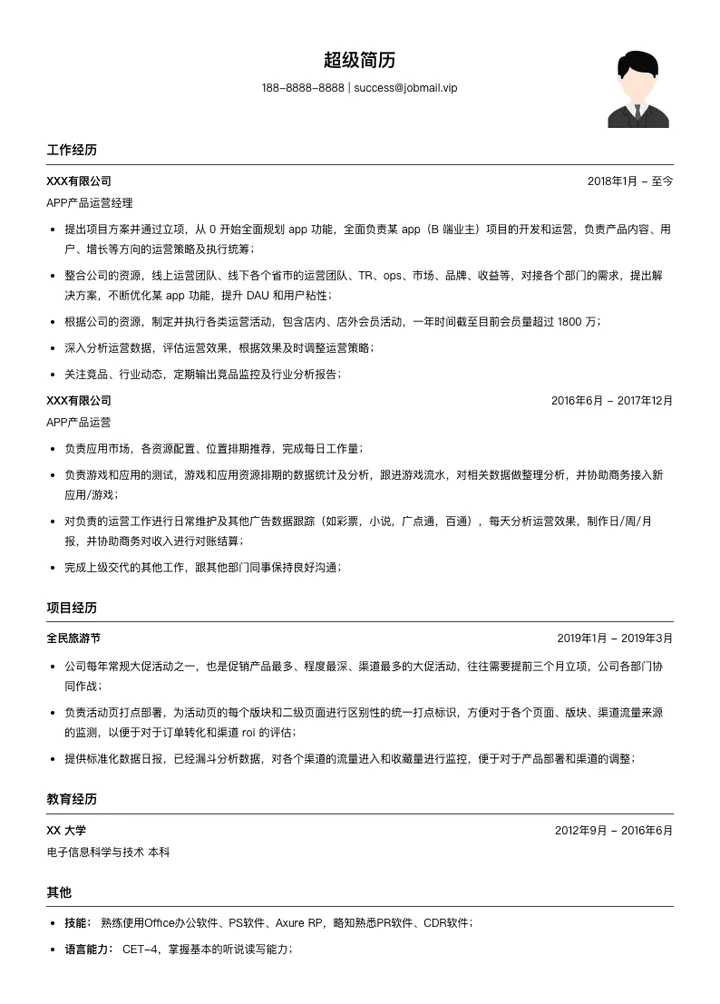 超级简历
188-8888-8888 | success@jobmail.vip
工作经历
XXX有限公司 2018年1月 – 至今
APP产品运营经理
• 提出项目方案并通过立项，从 0 开始全面规划 app 功能，全面负责某 app（B 端业主）项目的开发和运营，负责产品内容、用
户、增长等方向的运营策略及执行统筹；
• 整合公司的资源，线上运营团队、线下各个省市的运营团队、TR、ops、市场、品牌、收益等，对接各个部门的需求，提出解
决方案，不断优化某 app 功能，提升 DAU 和用户粘性；
• 根据公司的资源，制定并执行各类运营活动，包含店内、店外会员活动，一年时间截至目前会员量超过 1800 万；
• 深入分析运营数据，评估运营效果，根据效果及时调整运营策略；
• 关注竞品、行业动态，定期输出竞品监控及行业分析报告；
XXX有限公司 2016年6月 – 2017年12月
APP产品运营
• 负责应用市场，各资源配置、位置排期推荐，完成每日工作量；
• 负责游戏和应用的测试，游戏和应用资源排期的数据统计及分析，跟进游戏流水，对相关数据做整理分析，并协助商务接入新
应用/游戏；
• 对负责的运营工作进行日常维护及其他广告数据跟踪（如彩票，小说，广点通，百通），每天分析运营效果，制作日/周/月
报，并协助商务对收入进行对账结算；
• 完成上级交代的其他工作，跟其他部门同事保持良好沟通；
项目经历
全民旅游节 2019年1月 – 2019年3月
• 公司每年常规大促活动之一，也是促销产品最多、程度最深、渠道最多的大促活动，往往需要提前三个月立项，公司各部门协
同作战；
• 负责活动页打点部署，为活动页的每个版块和二级页面进行区别性的统一打点标识，方便对于各个页面、版块、渠道流量来源
的监测，以便于对于订单转化和渠道 roi 的评估；
• 提供标准化数据日报，已经漏斗分析数据，对各个渠道的流量进入和收藏量进行监控，便于对于产品部署和渠道的调整；
教育经历
XX 大学 2012年9月 – 2016年6月
电子信息科学与技术 本科
其他
• 技能： 熟练使用Office办公软件、PS软件、Axure RP，略知熟悉PR软件、CDR软件；
• 语言能力： CET-4，掌握基本的听说读写能力；